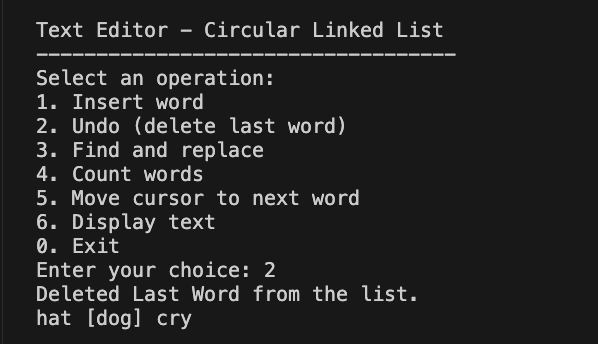 Text Editor - Circular Linked List
-----------------------------------
Select an operation:
1. Insert word
2. Undo (delete last word)
3. Find and replace
4. Count words
5. Move cursor to next word
6. Display text
0. Exit
Enter your choice: 2
Deleted Last Word from the list.
hat [dog] cry